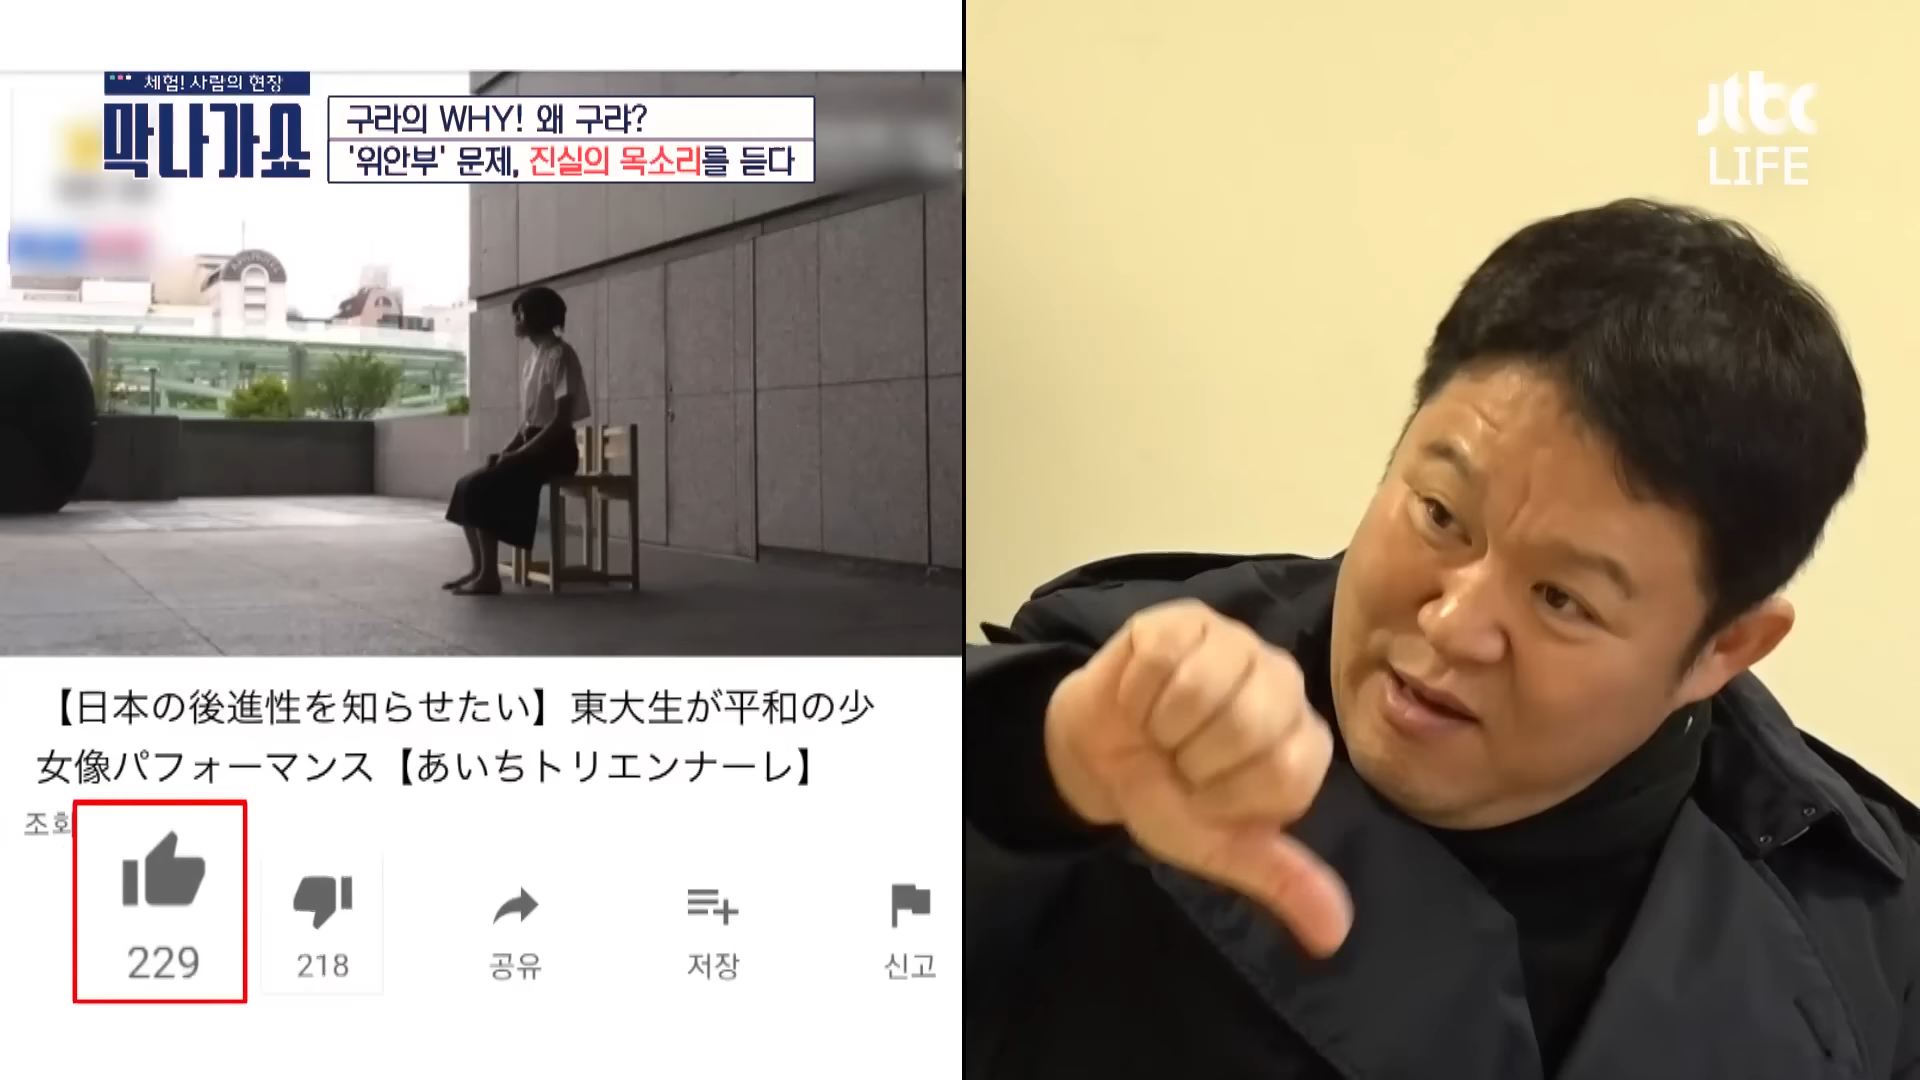 체험! 사람의 현장
막나가쇼
구라의 WHY! 왜 구랴?
'위안부' 문제, 진실의 목소리를 듣다
jtbc
LIFE
【日本の後進性を知らせたい】東大生が平和の少
女像パフォーマンス【あいちトリエンナーレ】
조회
229
218
공유
저장
신고